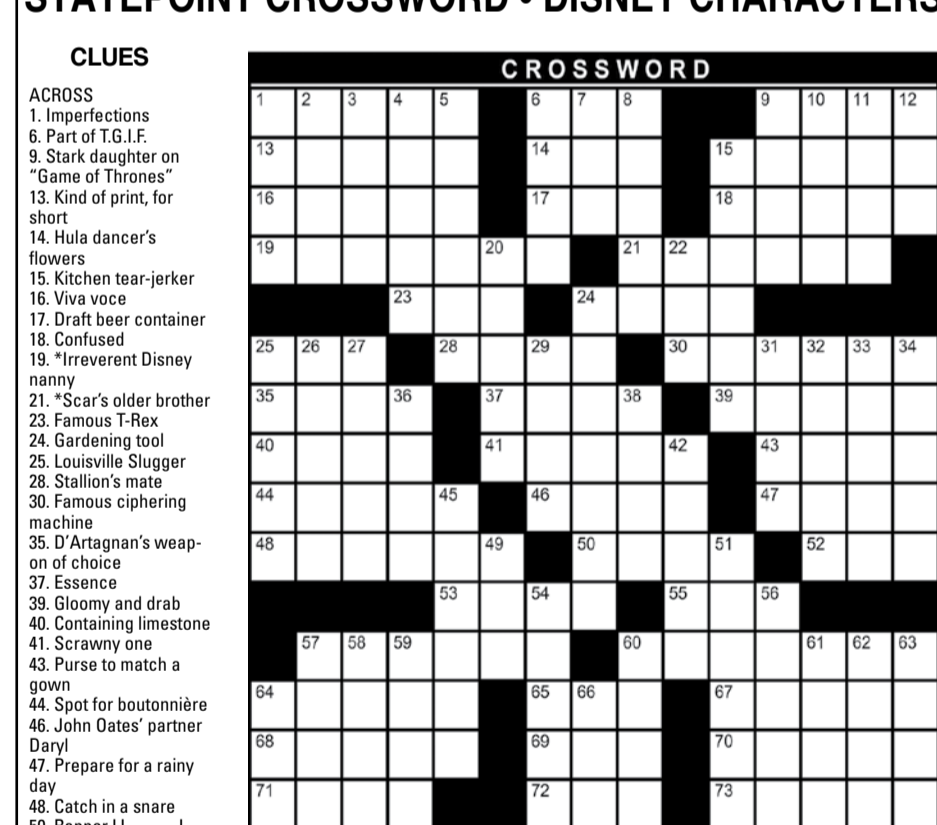 STATEPOINT CROSSWORD • DISNEY CHARACTERS
CLUES
ACROSS
1. Imperfections
6. Part of T.G.I.F.
9. Stark daughter on
“Game of Thrones”
13. Kind of print, for
short
14. Hula dancer’s
flowers
15. Kitchen tear-jerker
16. Viva voce
17. Draft beer container
18. Confused
19. *Irreverent Disney
nanny
21. *Scar’s older brother
23. Famous T-Rex
24. Gardening tool
25. Louisville Slugger
28. Stallion’s mate
30. Famous ciphering
machine
35. D’Artagnan’s weap-
on of choice
37. Essence
39. Gloomy and drab
40. Containing limestone
41. Scrawny one
43. Purse to match a
gown
44. Spot for boutonnière
46. John Oates’ partner
Daryl
47. Prepare for a rainy
day
48. Catch in a snare
CROSSWORD
1 2 3 4 5 6 7 8 9 10 11 12
13 14 15
16 17 18
19 20 21 22
23 24
25 26 27 28 29 30 31 32 33 34
35 36 37 38 39
40 41 42 43
44 45 46 47
48 49 50 51 52
53 54 55 56
57 58 59 60 61 62 63
64 65 66 67
68 69 70
71 72 73